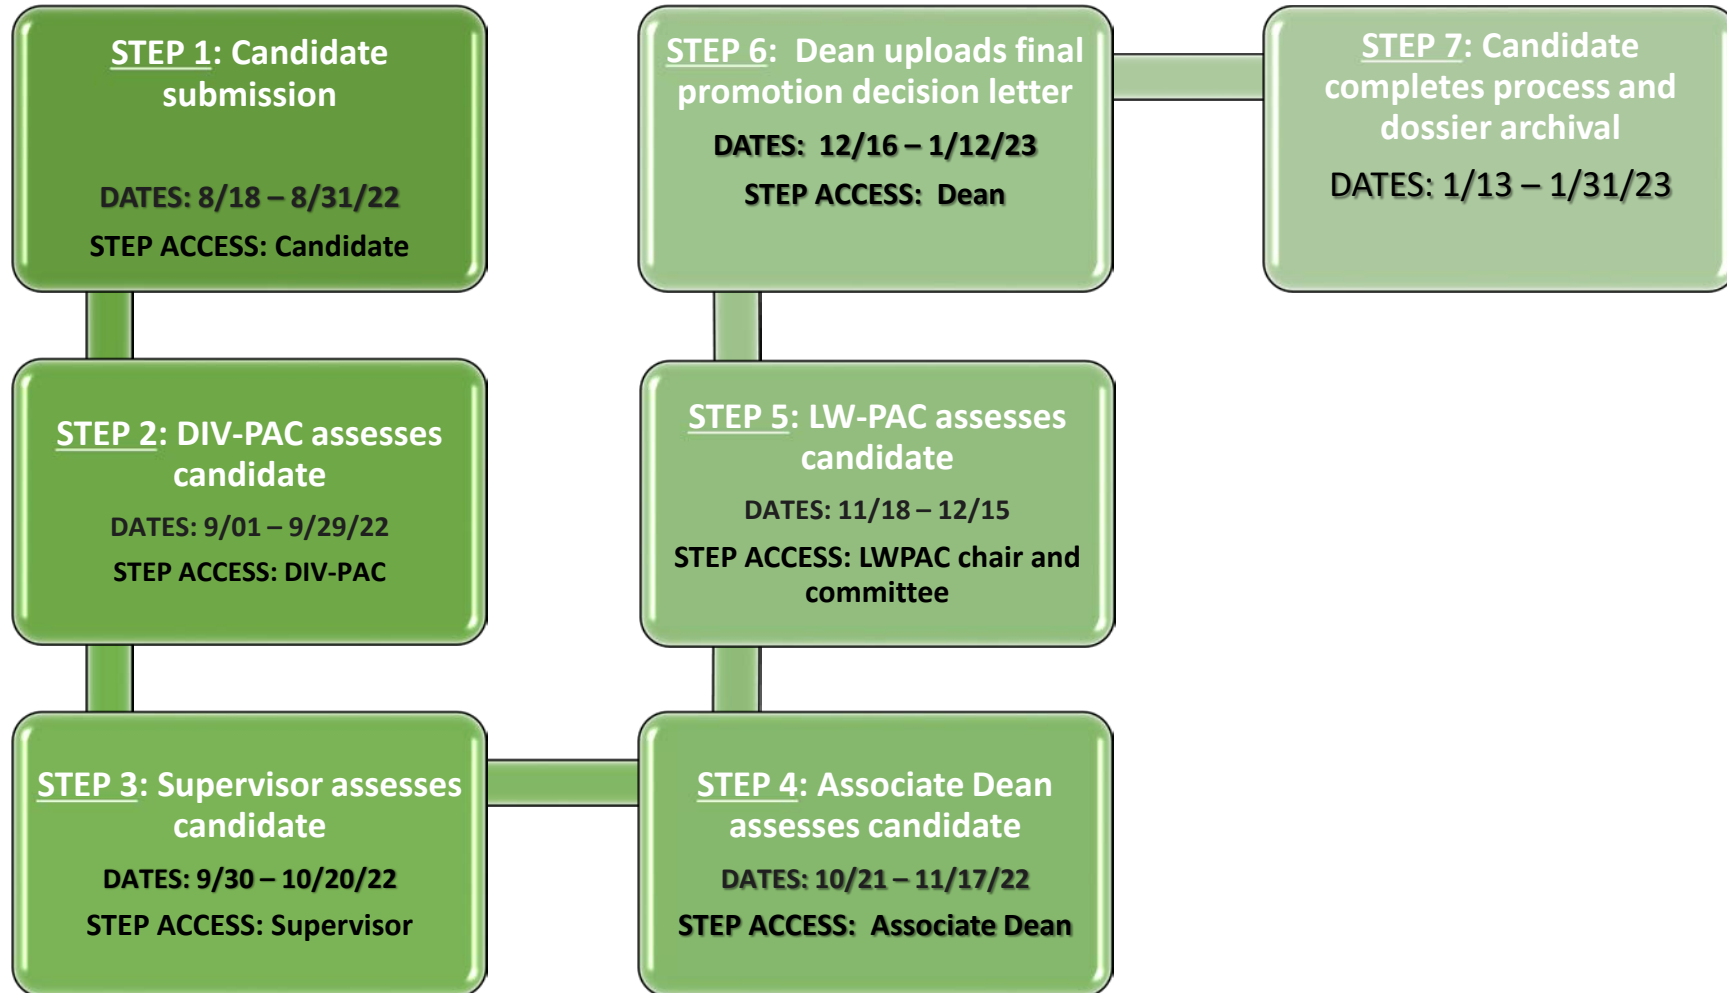 STEP 1: Candidate
submission
DATES: 8/18 – 8/31/22
STEP ACCESS: Candidate
STEP 2: DIV-PAC assesses
candidate
DATES: 9/01 – 9/29/22
STEP ACCESS: DIV-PAC
STEP 3: Supervisor assesses
candidate
DATES: 9/30 – 10/20/22
STEP ACCESS: Supervisor
STEP 4: Associate Dean
assesses candidate
DATES: 10/21 – 11/17/22
STEP ACCESS: Associate Dean
STEP 5: LW-PAC assesses
candidate
DATES: 11/18 – 12/15
STEP ACCESS: LWPAC chair and
committee
STEP 6: Dean uploads final
promotion decision letter
DATES: 12/16 – 1/12/23
STEP ACCESS: Dean
STEP 7: Candidate
completes process and
dossier archival
DATES: 1/13 – 1/31/23